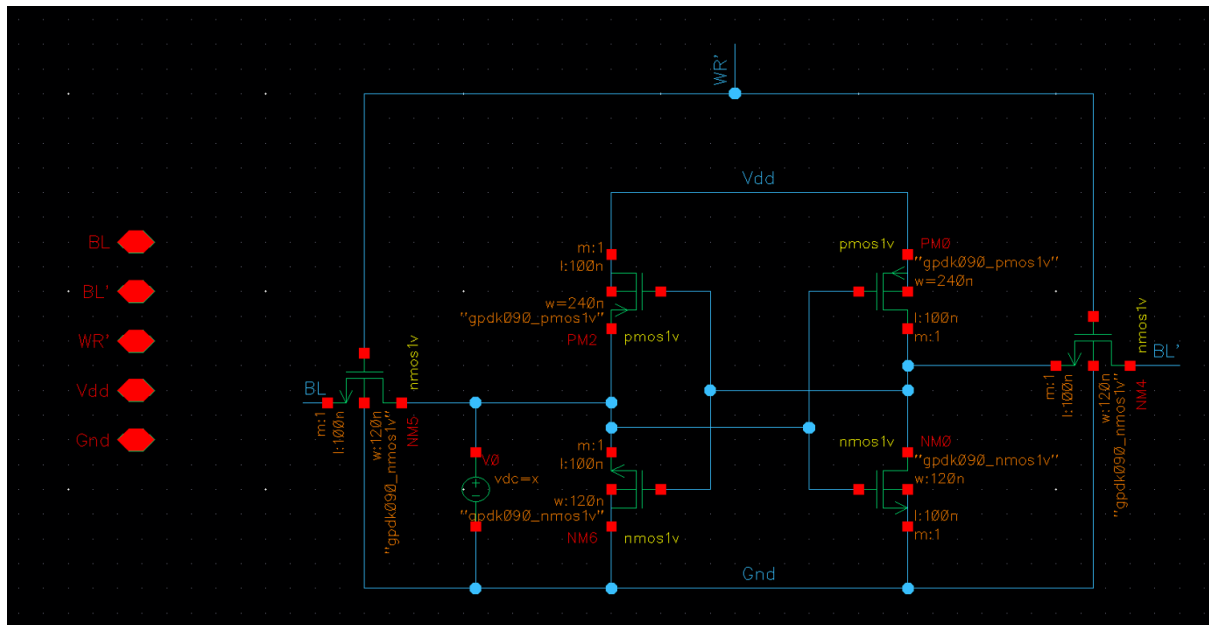 WR'
Vdd
BL
BL'
WR'
Vdd
Gnd
m:1
l:100n
w=240n
"gpdk090_pmos1v"
PM2
pmos1v
pmos1v
PM0
"gpdk090_pmos1v"
w=240n
l:100n
m:1
BL
m:1
l:100n
w:120n
"gpdk090_nmos1v"
NM5
nmos1v
V0
vdc=x
m:1
l:100n
w:120n
"gpdk090_nmos1v"
NM6
nmos1v
nmos1v
NM0
"gpdk090_nmos1v"
w:120n
l:100n
m:1
m:1
l:100n
w:120n
"gpdk090_nmos1v"
NM4
nmos1v
BL'
Gnd